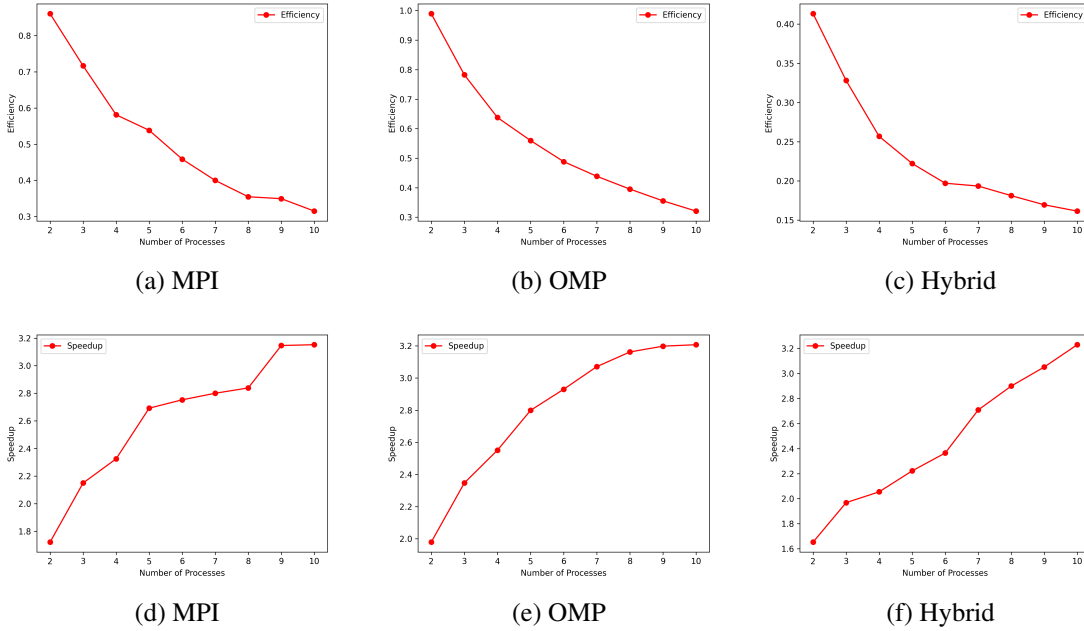 Efficiency
0.8
0.7
0.6
0.5
0.4
0.3
Efficiency
2 3 4 5 6 7 8 9 10
Number of Processes
(a) MPI
Efficiency
1.0
0.9
0.8
0.7
0.6
0.5
0.4
0.3
Efficiency
2 3 4 5 6 7 8 9 10
Number of Processes
(b) OMP
Efficiency
0.40
0.35
0.30
0.25
0.20
0.15
Efficiency
2 3 4 5 6 7 8 9 10
Number of Processes
(c) Hybrid
Speedup
3.2
3.0
2.8
2.6
2.4
2.2
2.0
1.8
Speedup
2 3 4 5 6 7 8 9 10
Number of Processes
(d) MPI
Speedup
3.2
3.0
2.8
2.6
2.4
2.2
2.0
Speedup
2 3 4 5 6 7 8 9 10
Number of Processes
(e) OMP
Speedup
3.2
3.0
2.8
2.6
2.4
2.2
2.0
1.8
1.6
Speedup
2 3 4 5 6 7 8 9 10
Number of Processes
(f) Hybrid